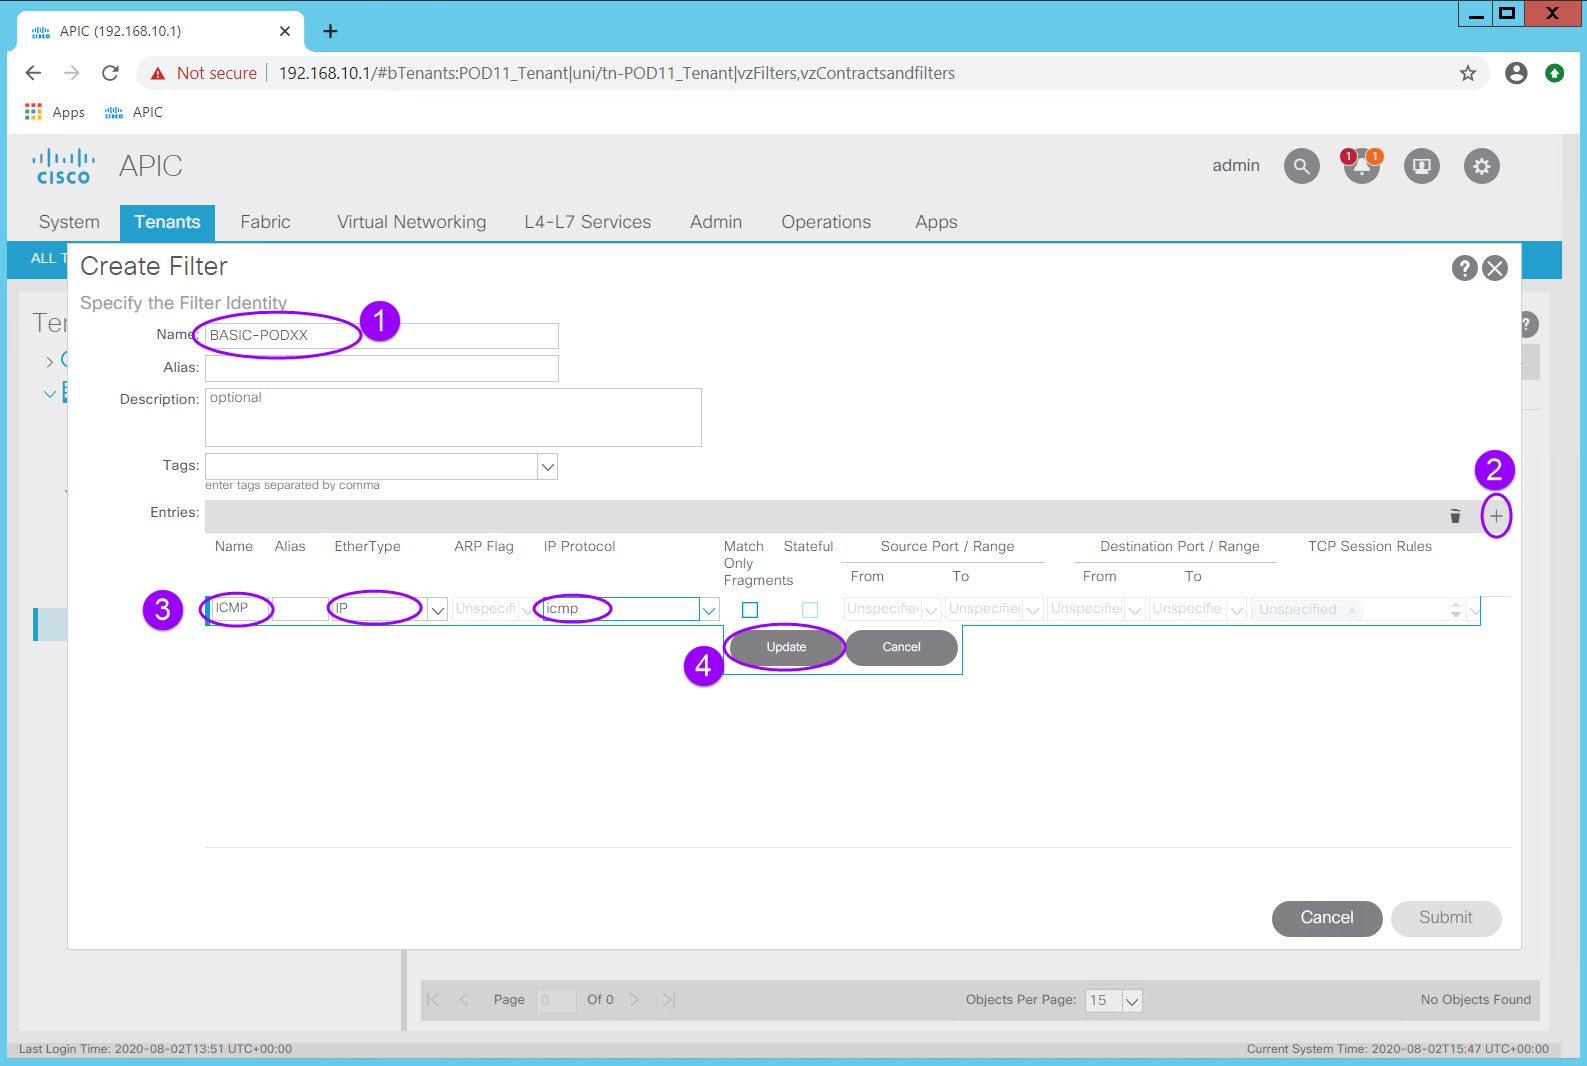 APIC (192.168.10.1)
Not secure 192.168.10.1/#bTenants:POD11_Tenant|uni/tn-POD11_Tenant|vzFilters,vzContractsandfilters
Apps APIC
CISCO APIC admin 1 1
System Tenants Fabric Virtual Networking L4-L7 Services Admin Operations Apps
ALL T
Create Filter ?
Specify the Filter Identity
Ten ?
Name: BASIC-PODXX 1
Alias:
Description: optional
Tags:
enter tags separated by comma
2
Entries:
Name Alias EtherType ARP Flag IP Protocol Match Only Fragments Stateful Source Port / Range Destination Port / Range TCP Session Rules
From To From To
3 ICMP IP Unspecifi icmp Unspecifie Unspecifie Unspecifie Unspecifie Unspecified
4 Update Cancel
Cancel Submit
Page 0 Of 0 Objects Per Page: 15 No Objects Found
Last Login Time: 2020-08-02T13:51 UTC+00:00 Current System Time: 2020-08-02T15:47 UTC+00:00